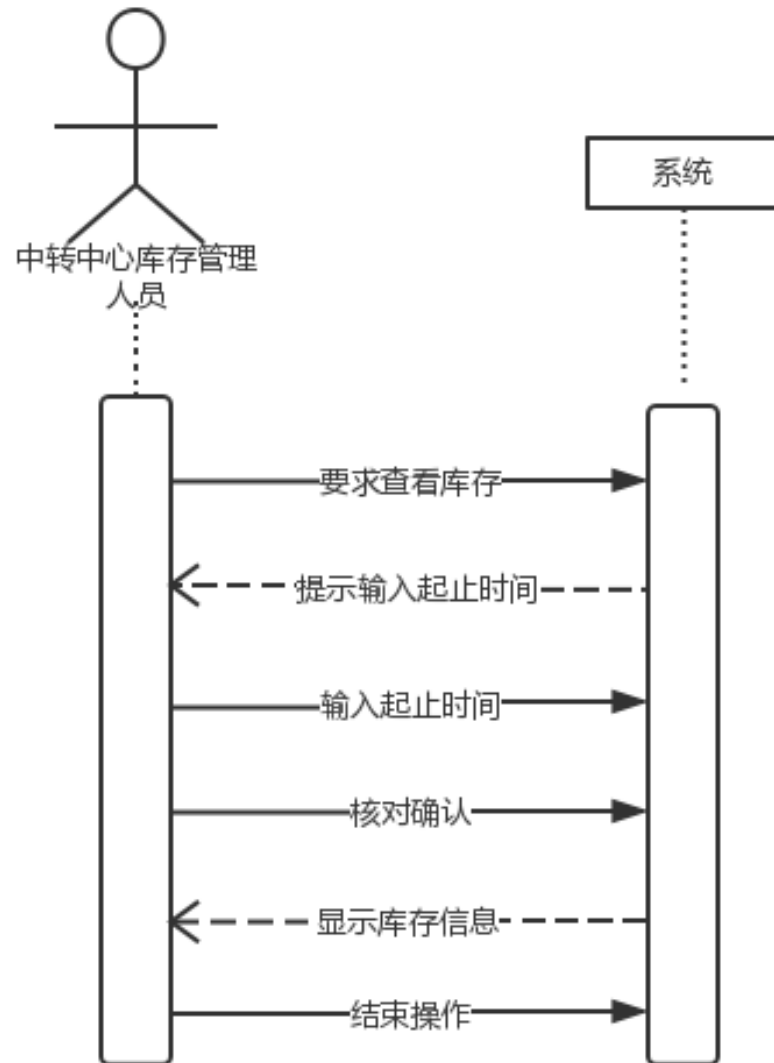 系统
中转中心库存管理
人员
要求查看库存
提示输入起止时间
输入起止时间
核对确认
显示库存信息
结束操作